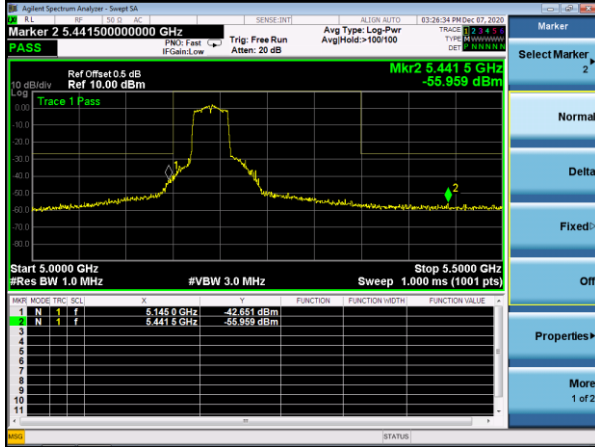 Agilent Spectrum Analyzer - Swept SA
R L RF 50 Ω AC SENSE:INT ALIGN AUTO 03:26:34 PM Dec 07, 2020
Marker 2 5.441500000000 GHz
PASS
PNO: Fast
IFGain:Low
Trig: Free Run
Atten: 20 dB
Avg Type: Log-Pwr
Avg|Hold:>100/100
TRACE 1 2 3 4 5 6
TYPE M W W W W W
DET P N N N N N
Ref Offset 0.5 dB
10 dB/div Ref 10.00 dBm
Log
Mkr2 5.441 5 GHz
-55.959 dBm
Trace 1 Pass
0.00
-10.0
-20.0
-30.0
-40.0
-50.0
-60.0
-70.0
-80.0
1
2
Start 5.0000 GHz Stop 5.5000 GHz
#Res BW 1.0 MHz #VBW 3.0 MHz Sweep 1.000 ms (1001 pts)
MKR MODE TRC SCL X Y FUNCTION FUNCTION WIDTH FUNCTION VALUE
1 N 1 f 5.145 0 GHz -42.651 dBm
2 N 1 f 5.441 5 GHz -55.959 dBm
3
4
5
6
7
8
9
10
11
MSG STATUS
Marker
Select Marker
2
Normal
Delta
Fixed
Off
Properties
More
1 of 2